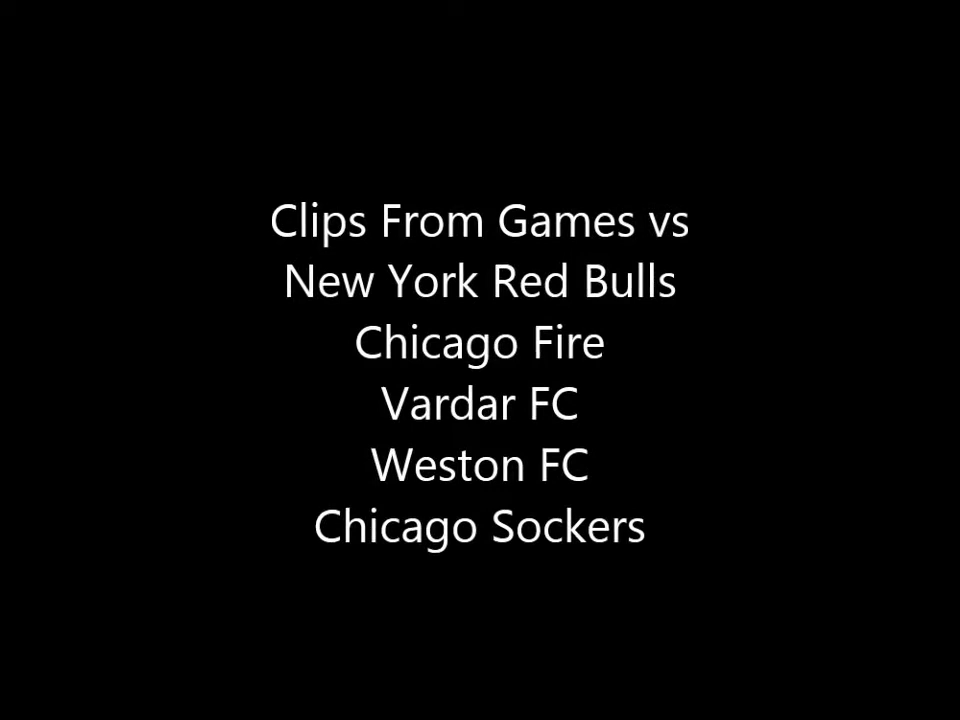 Clips From Games vs
New York Red Bulls
Chicago Fire
Vardar FC
Weston FC
Chicago Sockers